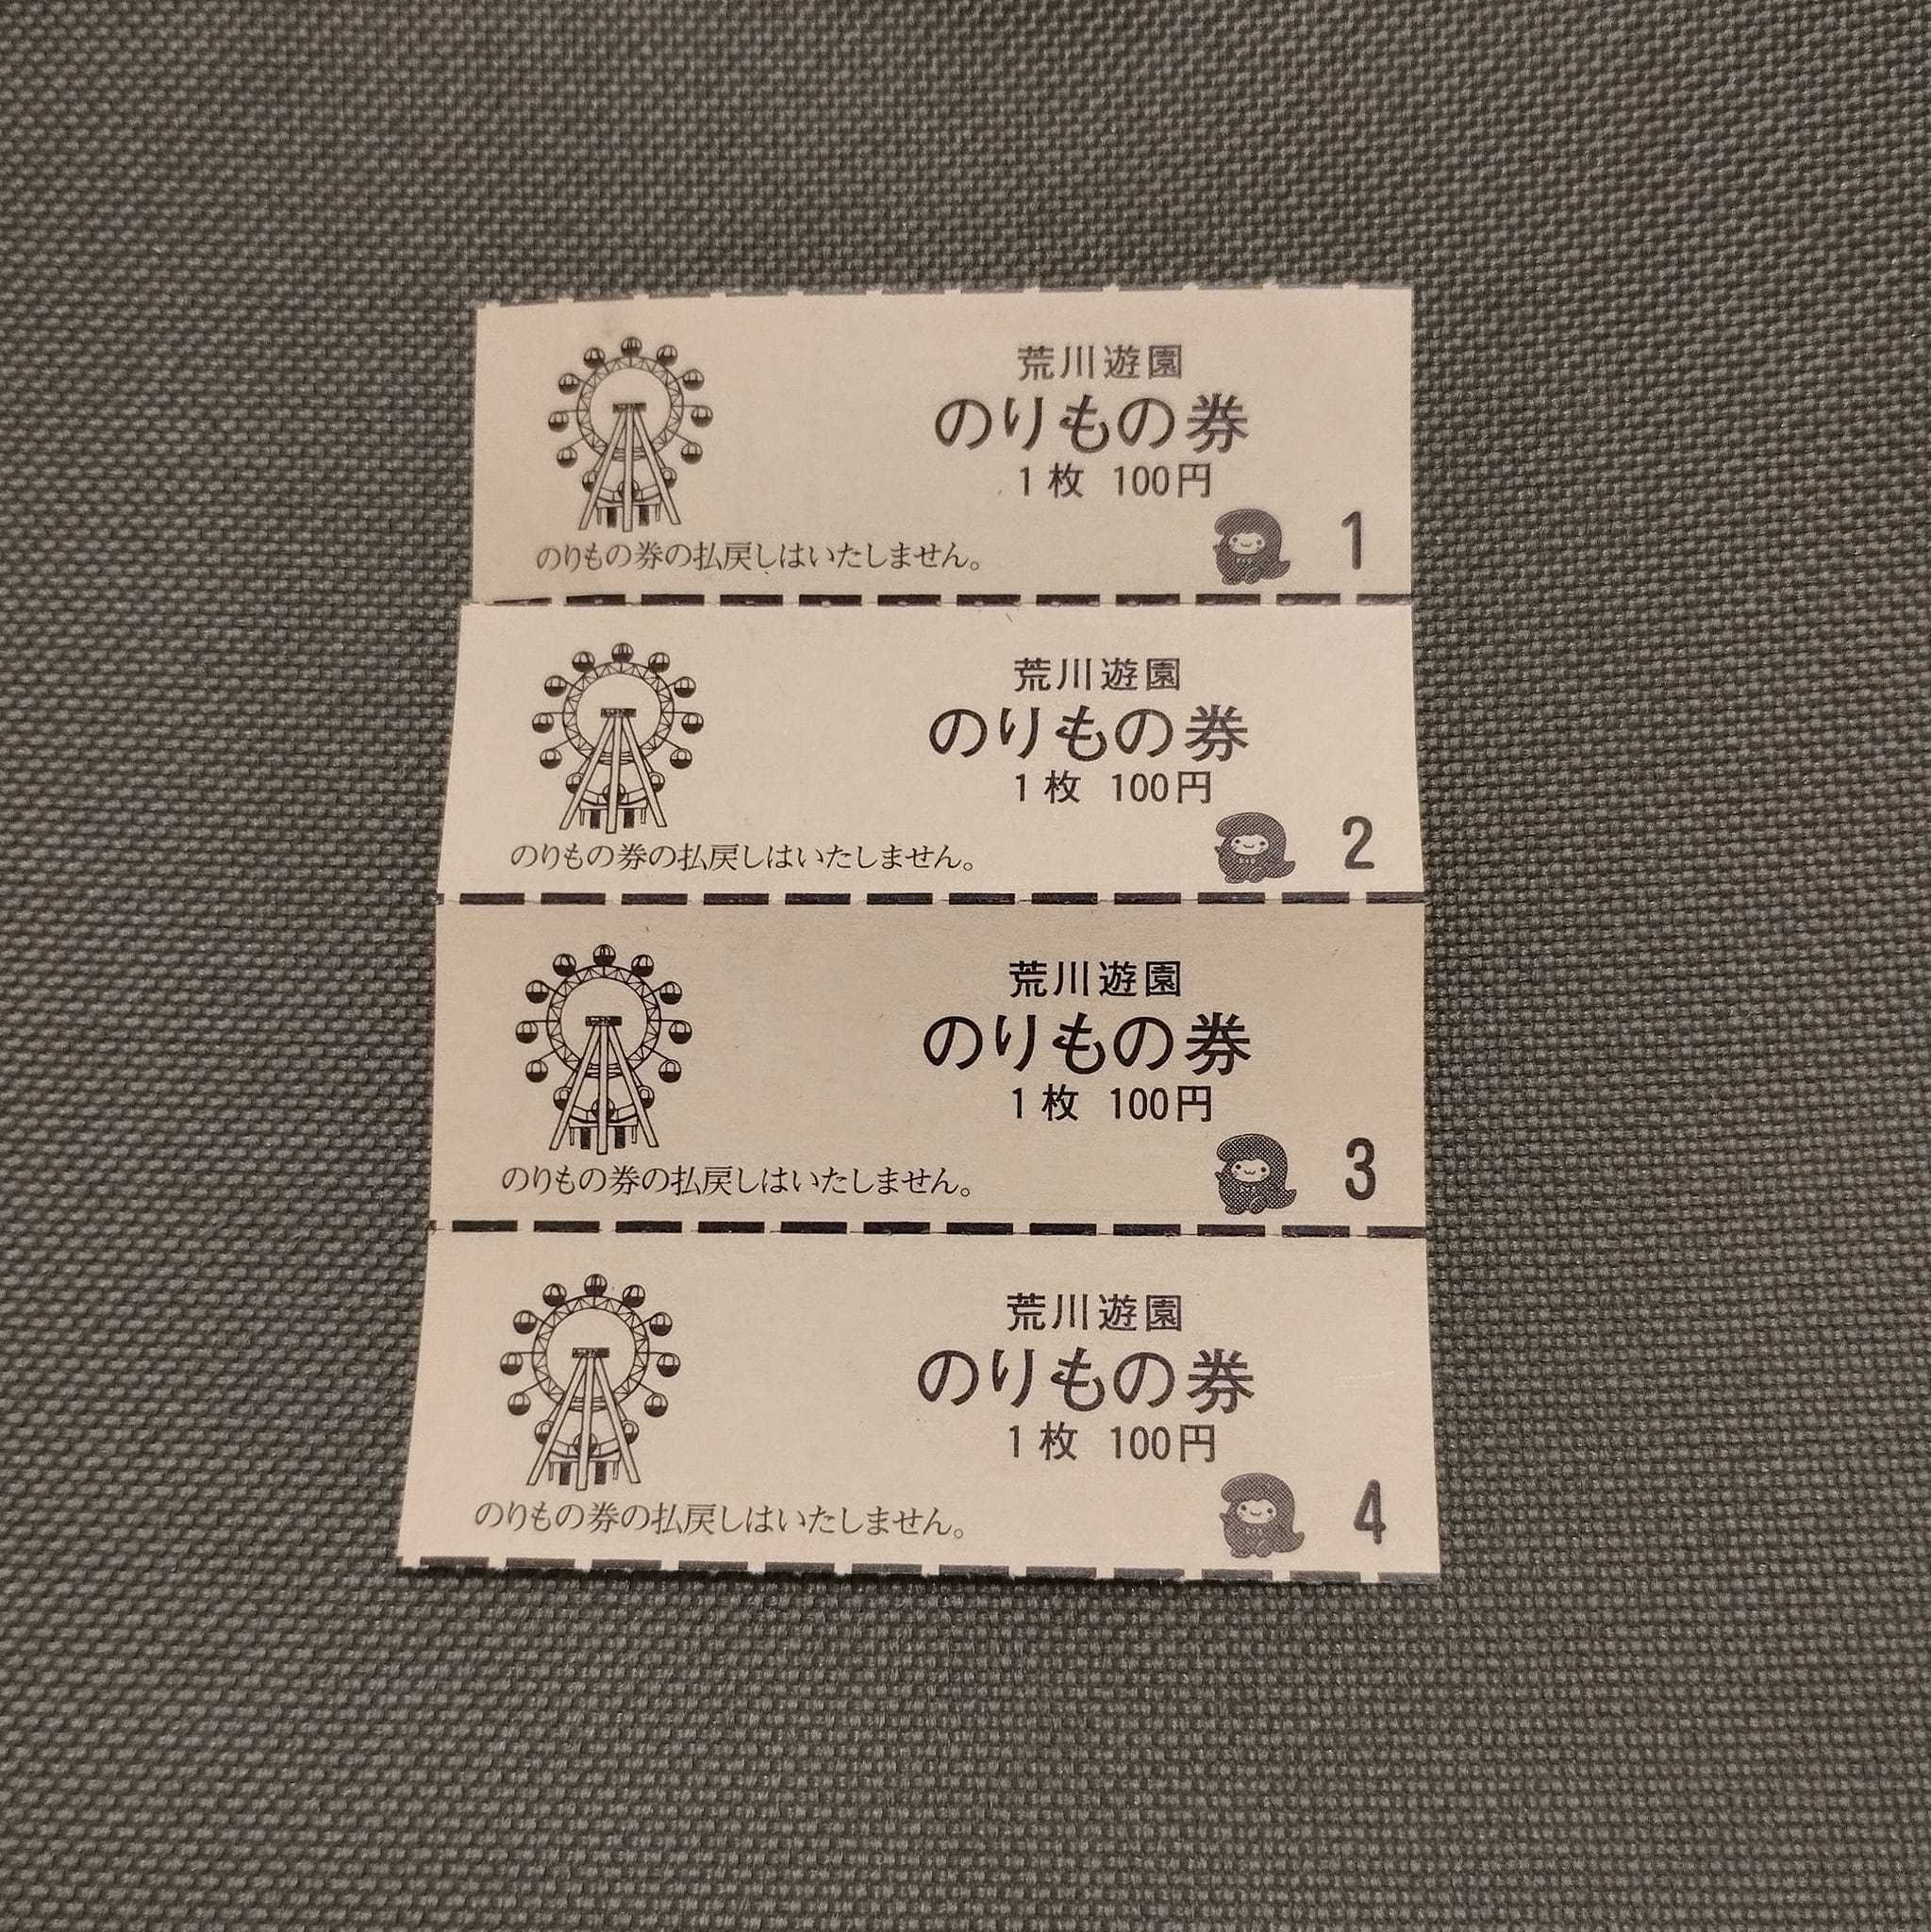 荒川遊園
のりもの券
1枚 100円
のりもの券の払戻しはいたしません。
1
荒川遊園
のりもの券
1枚 100円
のりもの券の払戻しはいたしません。
2
荒川遊園
のりもの券
1枚 100円
のりもの券の払戻しはいたしません。
3
荒川遊園
のりもの券
1枚 100円
のりもの券の払戻しはいたしません。
4